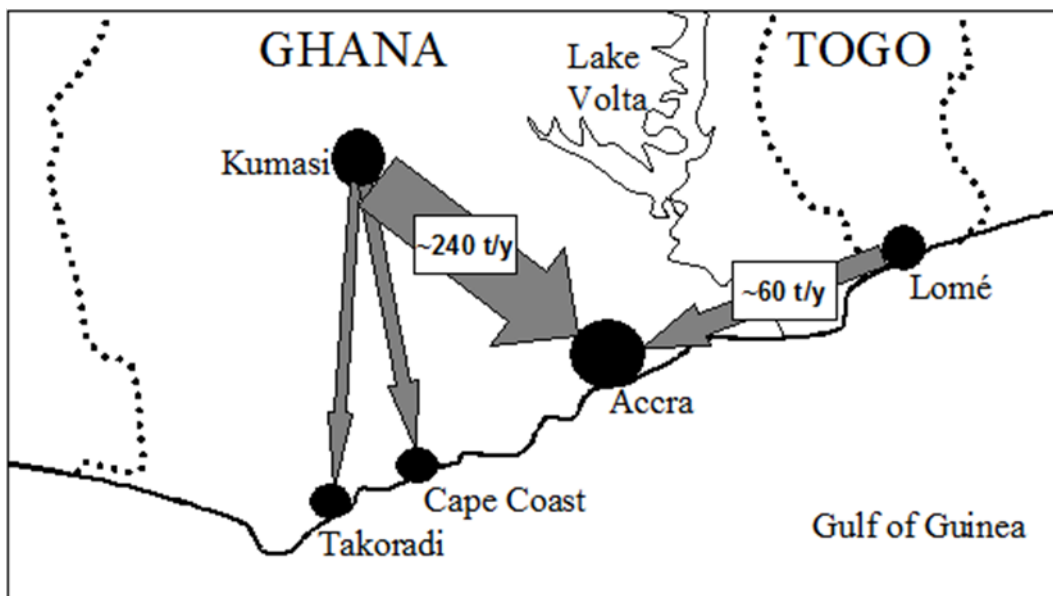 GHANA
TOGO
Lake
Volta
Kumasi
~240 t/y
~60 t/y
Lomé
Accra
Cape Coast
Takoradi
Gulf of Guinea